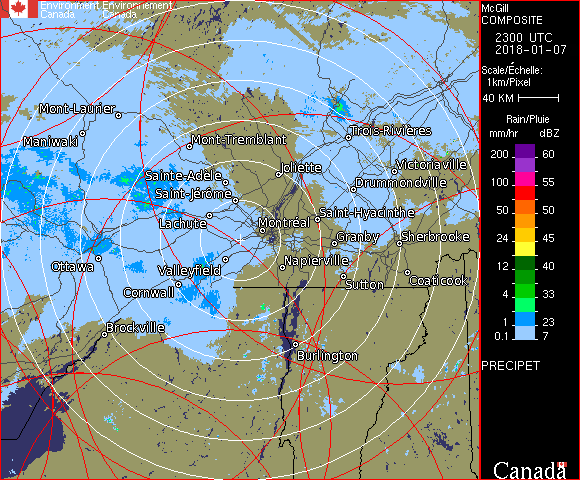 Environment Environnement
Canada Canada
McGill
COMPOSITE
2300 UTC
2018-01-07
Scale/Échelle:
1km/Pixel
40 KM
Rain/Pluie
mm/hr dBZ
200 60
150 57
100 55
50 50
24 45
12 40
4 33
1 23
0.1 7
PRECIPET
Canada
Mont-Laurier
Maniwaki
Mont-Tremblant
Trois-Rivières
Sainte-Adèle
Joliette
Victoriaville
Saint-Jérôme
Drummondville
Lachute
Montréal
Saint-Hyacinthe
Granby
Sherbrooke
Ottawa
Valleyfield
Napierville
Cornwall
Sutton
Coaticook
Brockville
Burlington